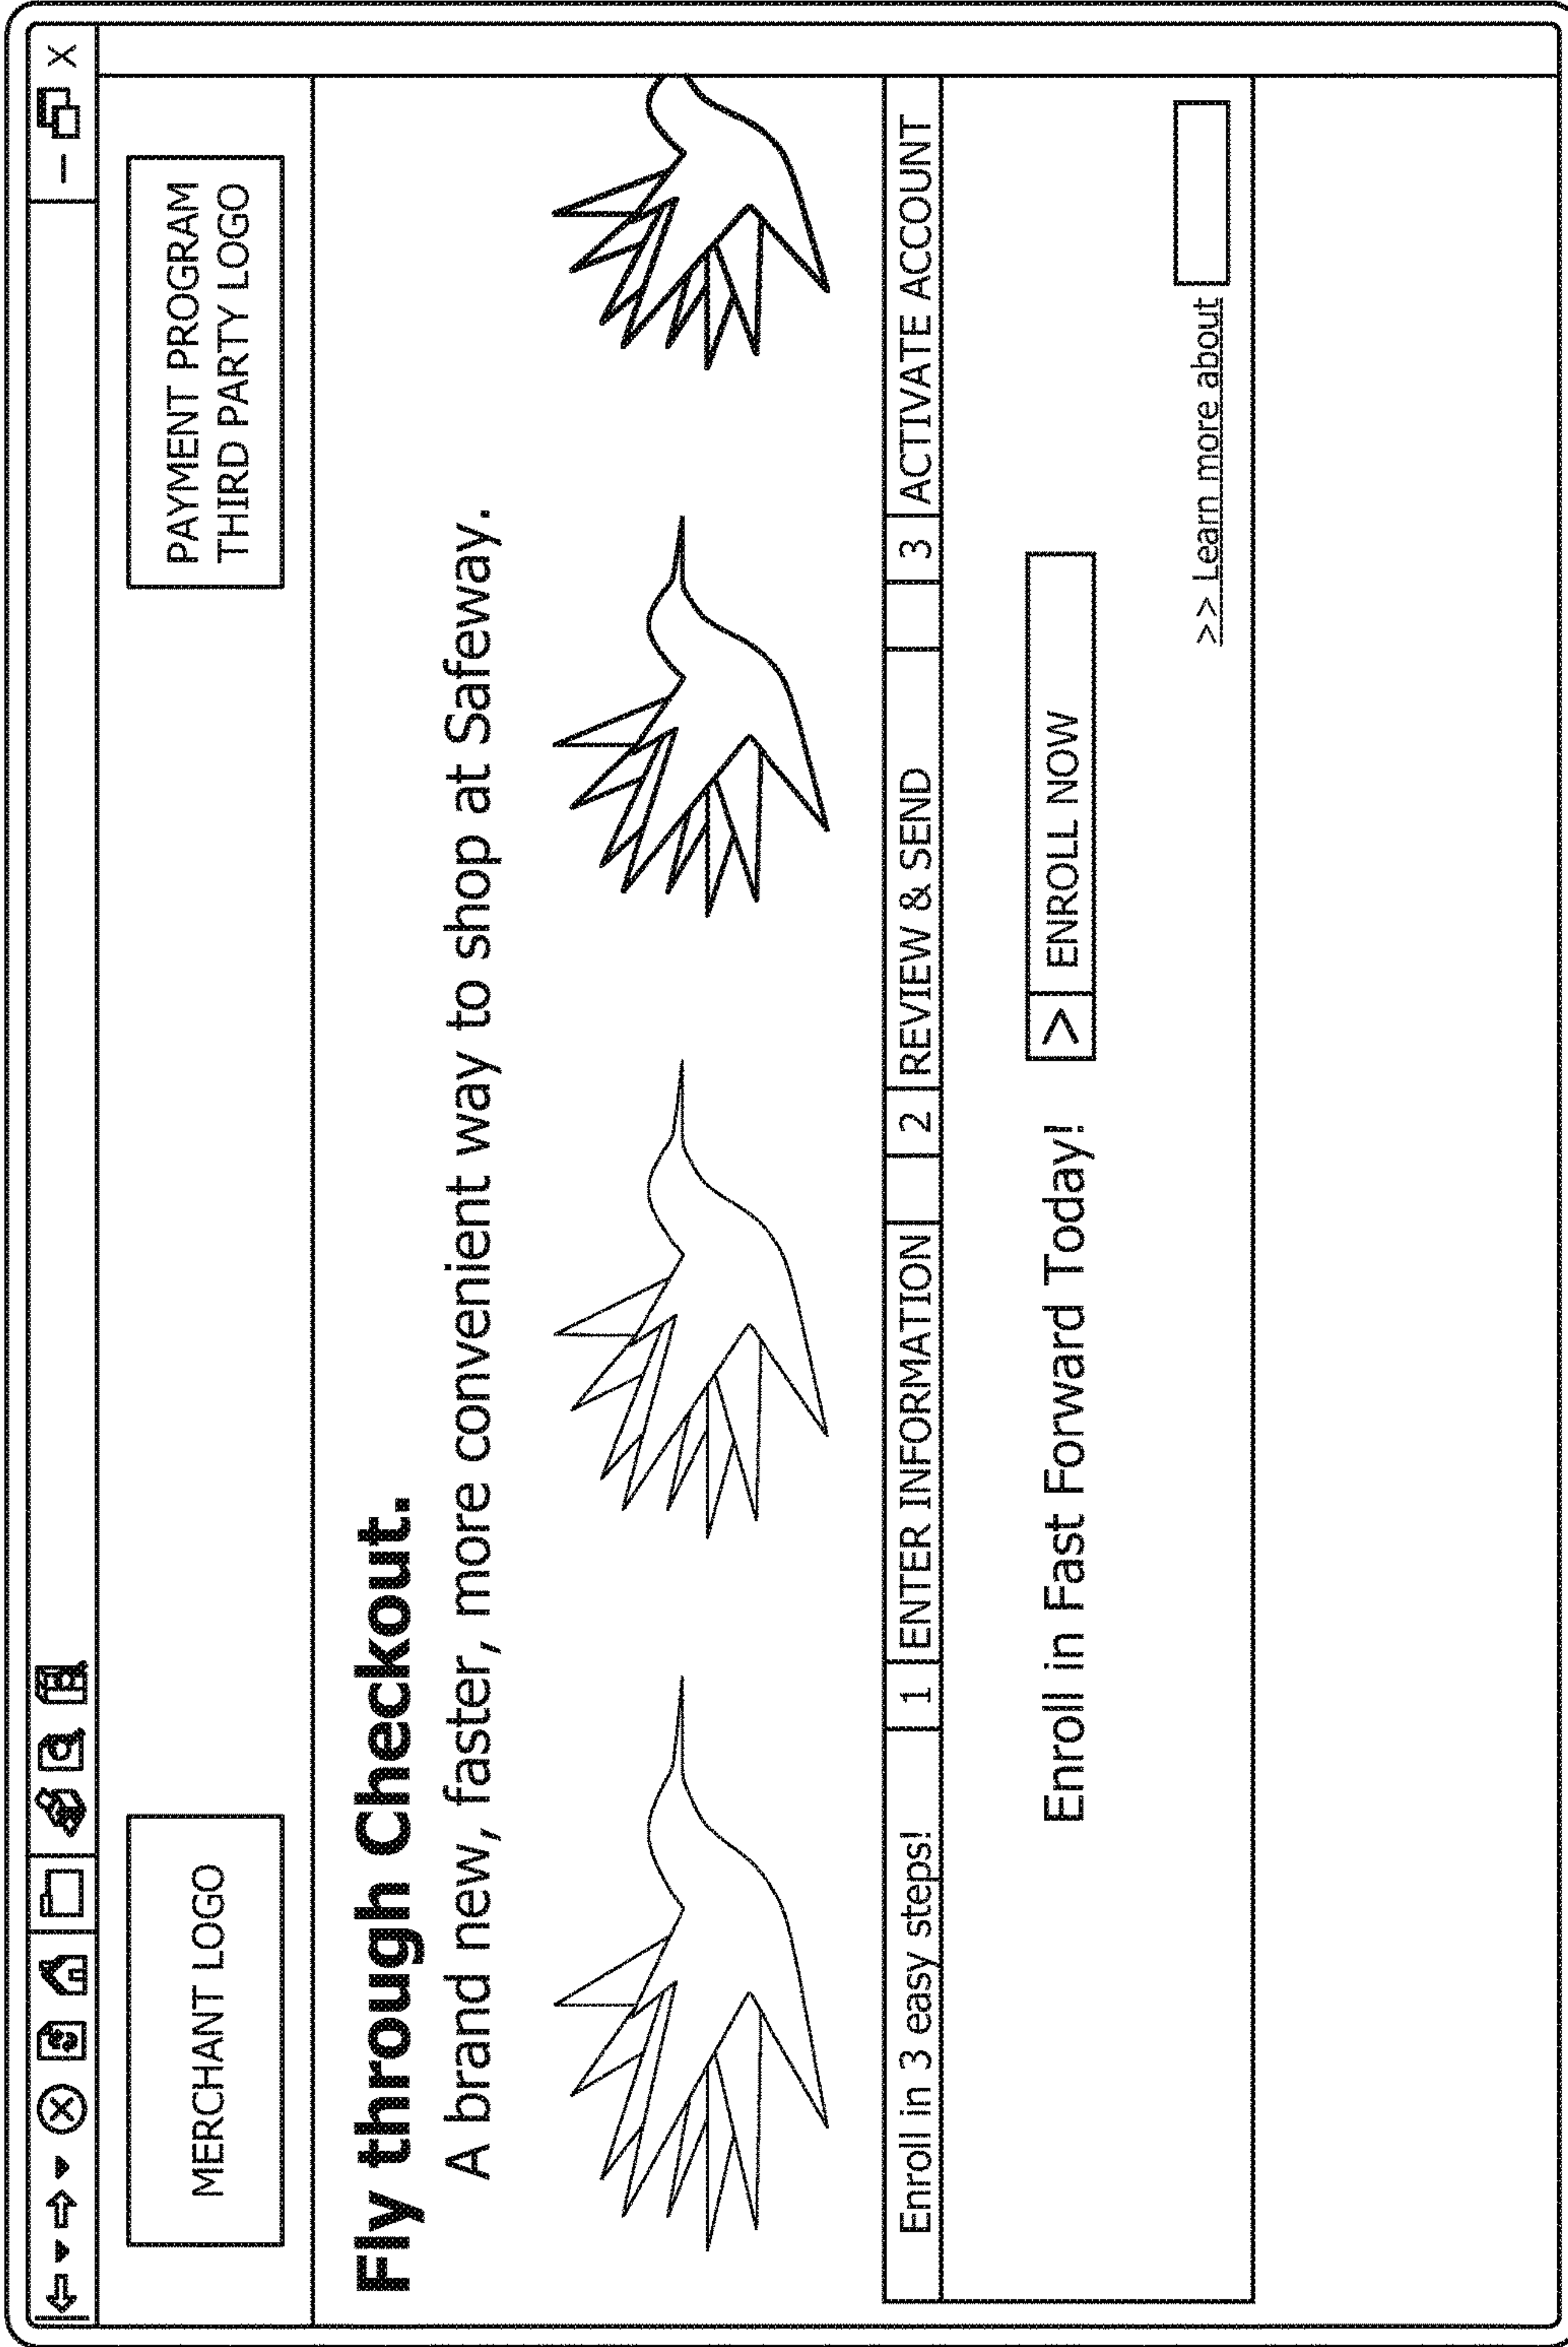 MERCHANT LOGO
PAYMENT PROGRAM
THIRD PARTY LOGO
Fly through Checkout.
A brand new, faster, more convenient way to shop at Safeway.
Enroll in 3 easy steps! 1 ENTER INFORMATION 2 REVIEW & SEND 3 ACTIVATE ACCOUNT
Enroll in Fast Forward Today! > ENROLL NOW
>> Learn more about